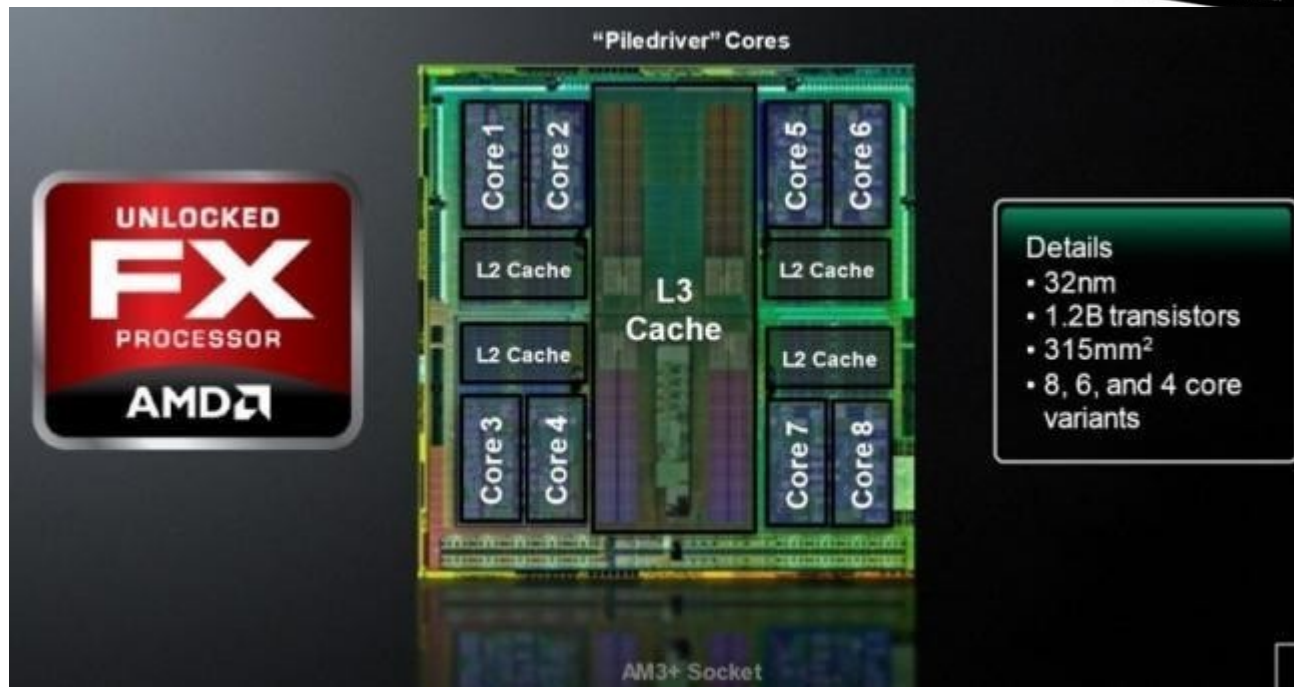 "Piledriver" Cores
UNLOCKED
FX
PROCESSOR
AMD
Core 1
Core 2
L2 Cache
L2 Cache
Core 3
Core 4
L3
Cache
Core 5
Core 6
L2 Cache
L2 Cache
Core 7
Core 8
Details
• 32nm
• 1.2B transistors
• 315mm²
• 8, 6, and 4 core
variants
AM3+ Socket